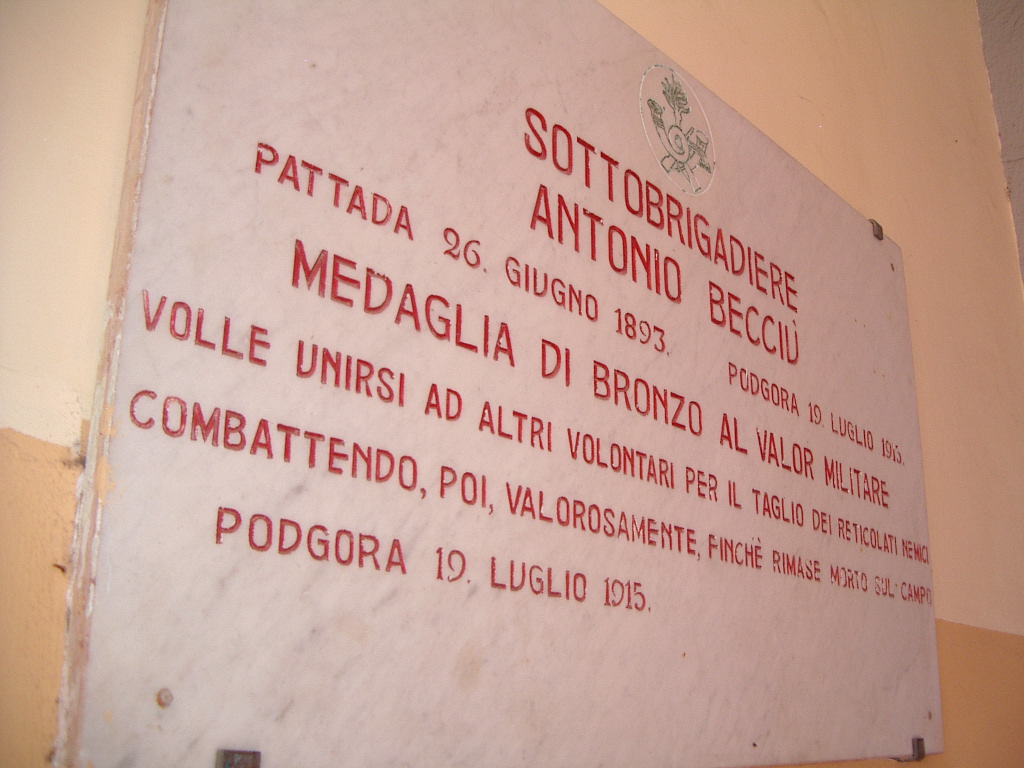 SOTTOBRIGADIERE
ANTONIO BECCIÙ
PATTADA 26. GIUGNO 1893. PODGORA 19. LUGLIO 1915.
MEDAGLIA DI BRONZO AL VALOR MILITARE
VOLLE UNIRSI AD ALTRI VOLONTARI PER IL TAGLIO DEI RETICOLATI NEMICI
COMBATTENDO, POI, VALOROSAMENTE, FINCHÈ RIMASE MORTO SUL CAMPO
PODGORA 19. LUGLIO 1915.